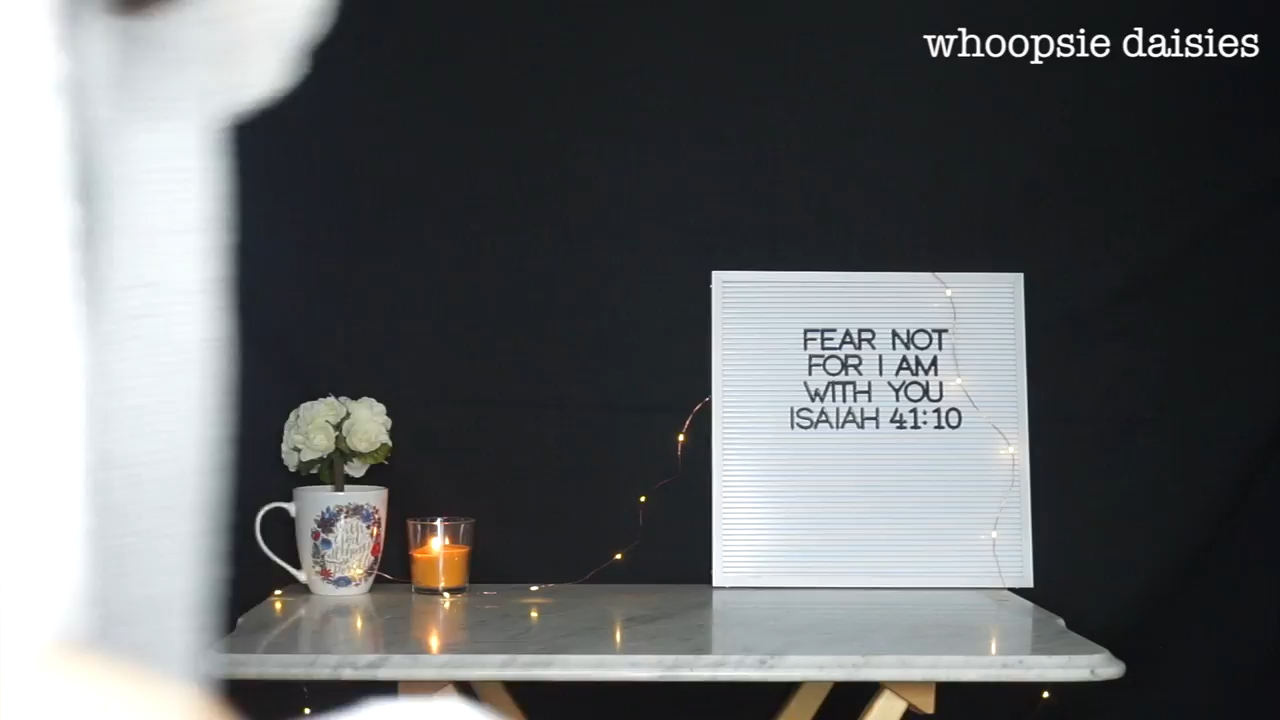 whoopsie daisies
FEAR NOT
FOR I AM
WITH YOU
ISAIAH 41:10